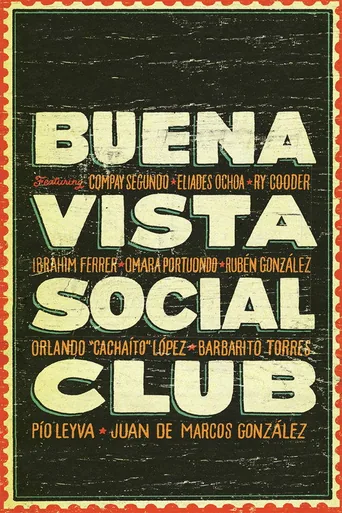 BUENA
Featuring COMPAY SEGUNDO ★ ELIADES OCHOA ★ RY COODER
VISTA
IBRAHIM FERRER ★ OMARA PORTUONDO ★ RUBÉN GONZÁLEZ
SOCIAL
ORLANDO "CACHAÍTO" LÓPEZ ★ BARBARITO TORRES
CLUB
PÍO LEYVA ★ JUAN DE MARCOS GONZÁLEZ